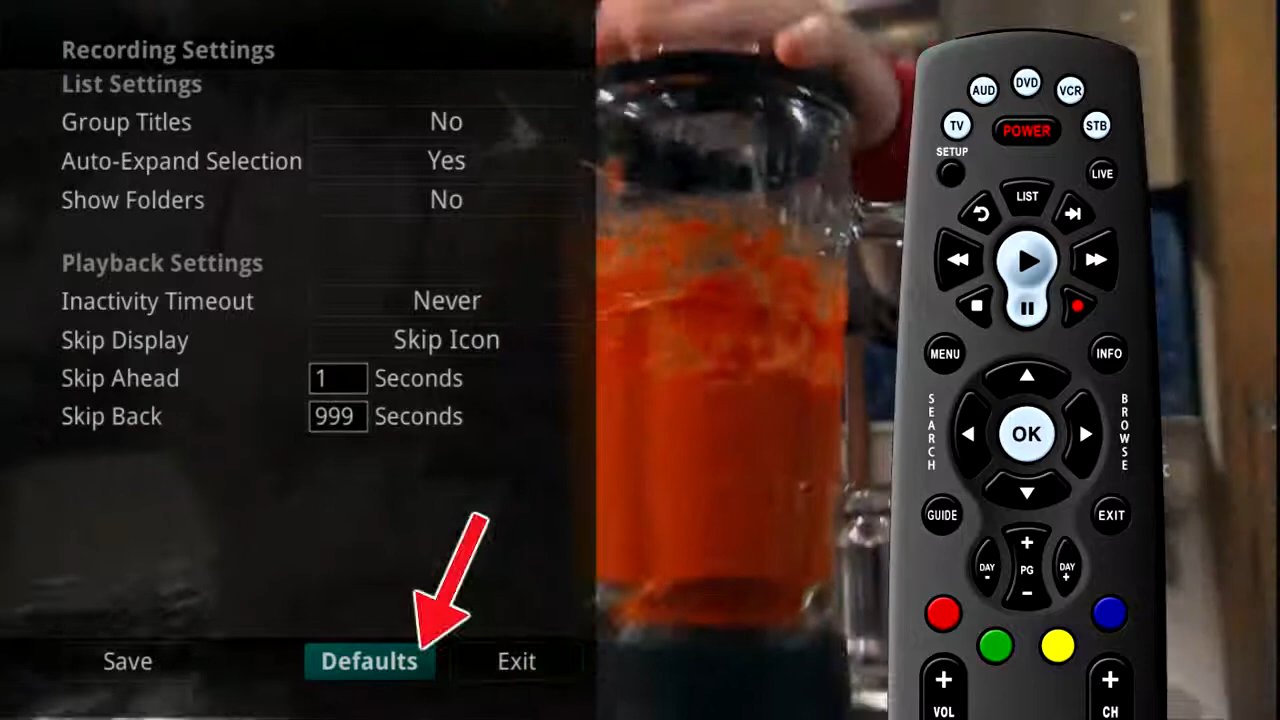 Recording Settings
List Settings
Group Titles No
Auto-Expand Selection Yes
Show Folders No
Playback Settings
Inactivity Timeout Never
Skip Display Skip Icon
Skip Ahead 1 Seconds
Skip Back 999 Seconds
Save Defaults Exit
AUD DVD VCR
TV POWER STB
SETUP
LIVE
LIST
MENU INFO
SEARCH OK BROWSE
GUIDE EXIT
+
DAY - PG DAY +
-
+ +
VOL CH